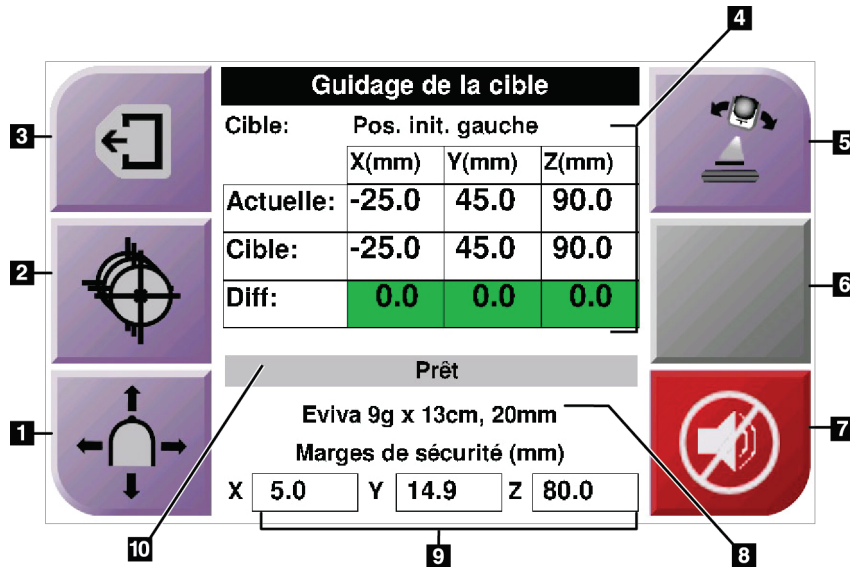 4
Guidage de la cible
3
Cible: Pos. init. gauche
5
X(mm) Y(mm) Z(mm)
Actuelle: -25.0 45.0 90.0
Cible: -25.0 45.0 90.0
2
6
Diff: 0.0 0.0 0.0
Prêt
Eviva 9g x 13cm, 20mm
1
7
Marges de sécurité (mm)
X 5.0 Y 14.9 Z 80.0
10
9
8